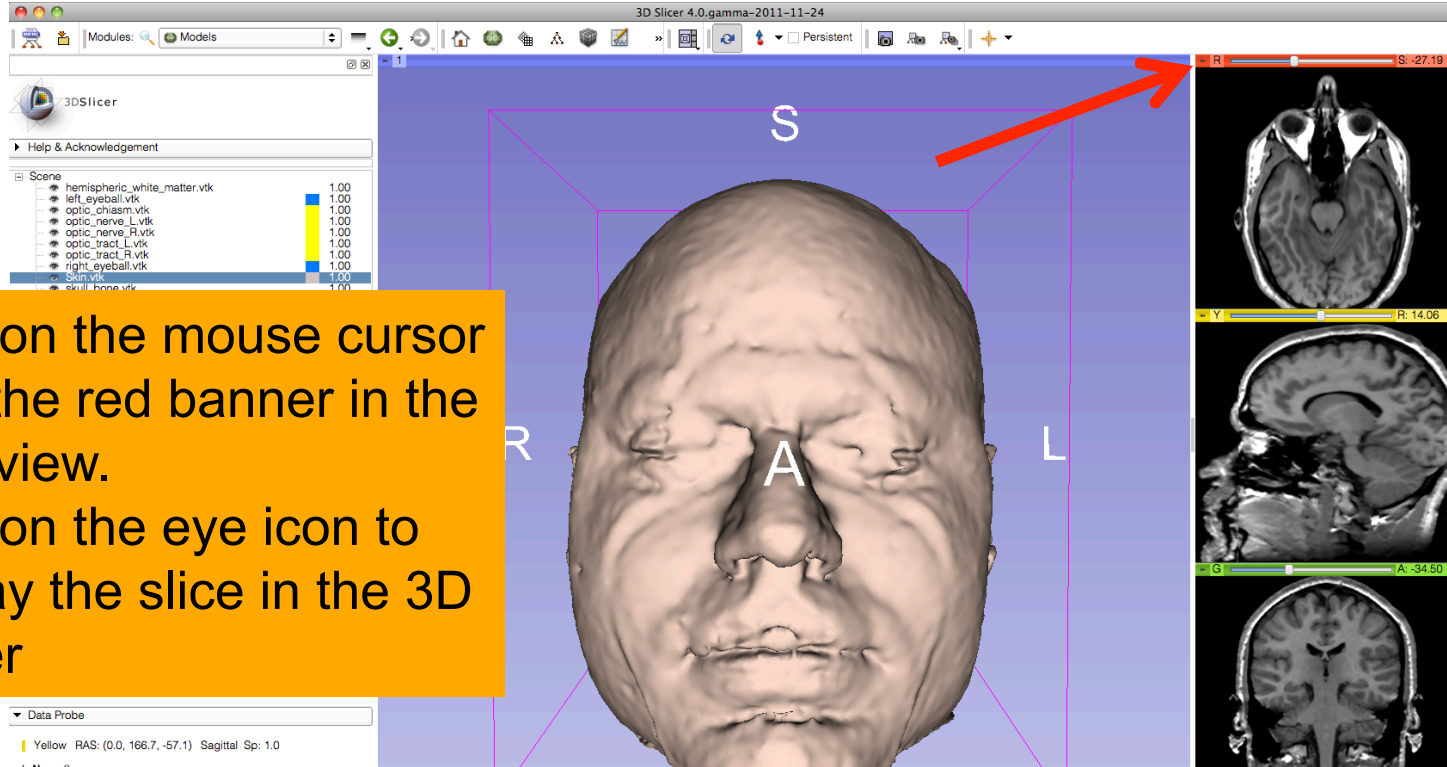 3D Slicer 4.0.gamma-2011-11-24
Modules: Models » Persistent
3DSlicer
Help & Acknowledgement
Scene
hemispheric_white_matter.vtk 1.00
left_eyeball.vtk 1.00
optic_chiasm.vtk 1.00
optic_nerve_L.vtk 1.00
optic_nerve_R.vtk 1.00
optic_tract_L.vtk 1.00
optic_tract_R.vtk 1.00
right_eyeball.vtk 1.00
Skin.vtk 1.00
skull_bone.vtk 1.00
on the mouse cursor
the red banner in the
view.
on the eye icon to
ay the slice in the 3D
er
Data Probe
Yellow RAS: (0.0, 166.7, -57.1) Sagittal Sp: 1.0
1
S
R
A
L
R S: -27.19
Y R: 14.06
G A: -34.50